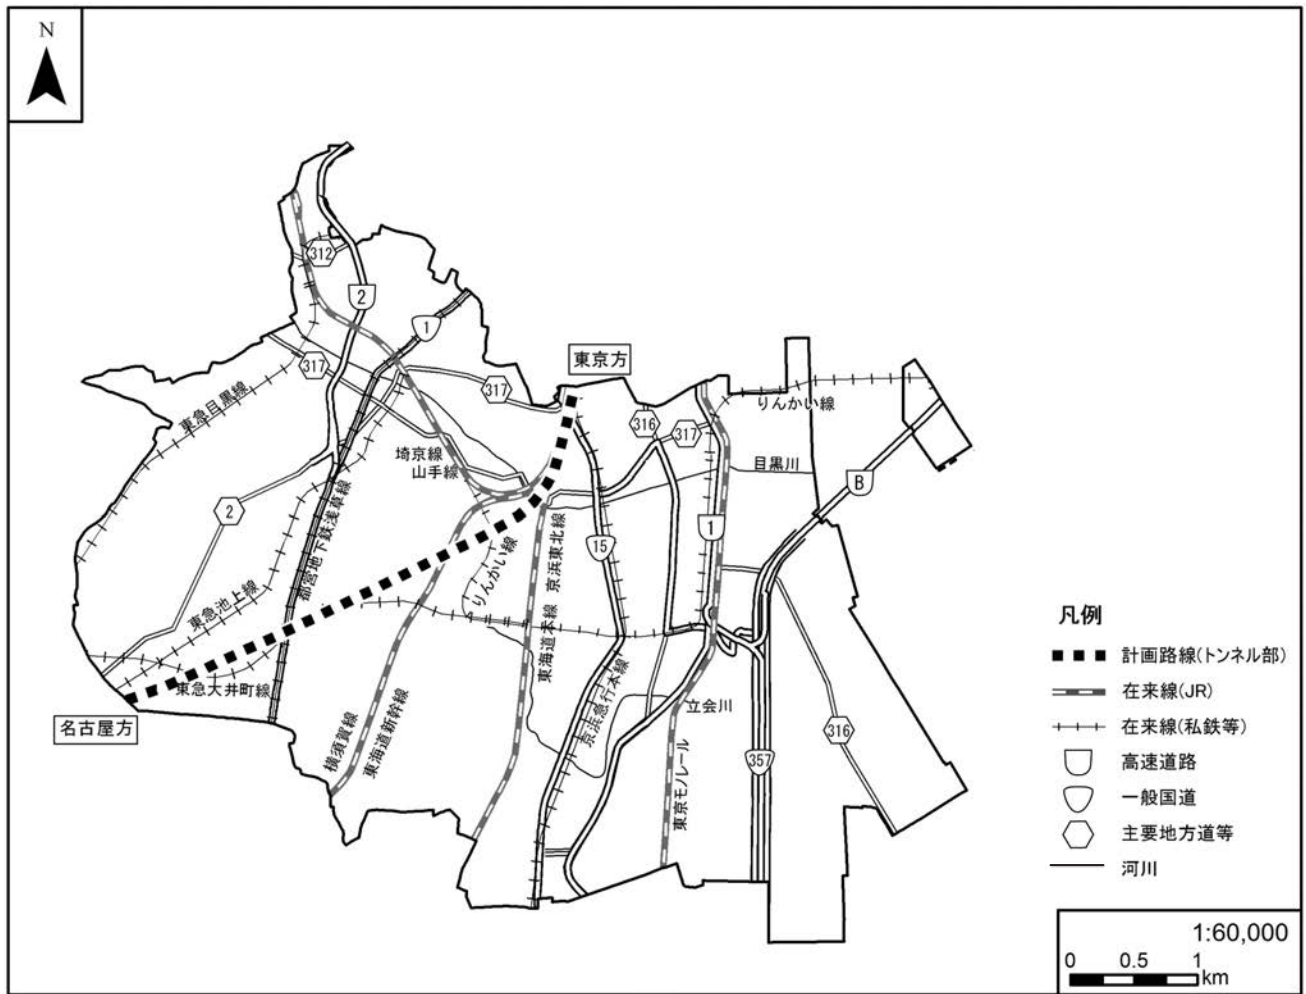 N
312
2
1
東京方
317
317
316
317
りんかい線
東急目黒線
埼京線
山手線
目黒川
B
2
都営地下鉄浅草線
りんかい線
京浜東北線
15
1
東急池上線
東海道本線
京浜急行本線
東急大井町線
名古屋方
横須賀線
東海道新幹線
立会川
東京モノレール
357
316
凡例
計画路線(トンネル部)
在来線(JR)
在来線(私鉄等)
高速道路
一般国道
主要地方道等
河川
1:60,000
0 0.5 1
km